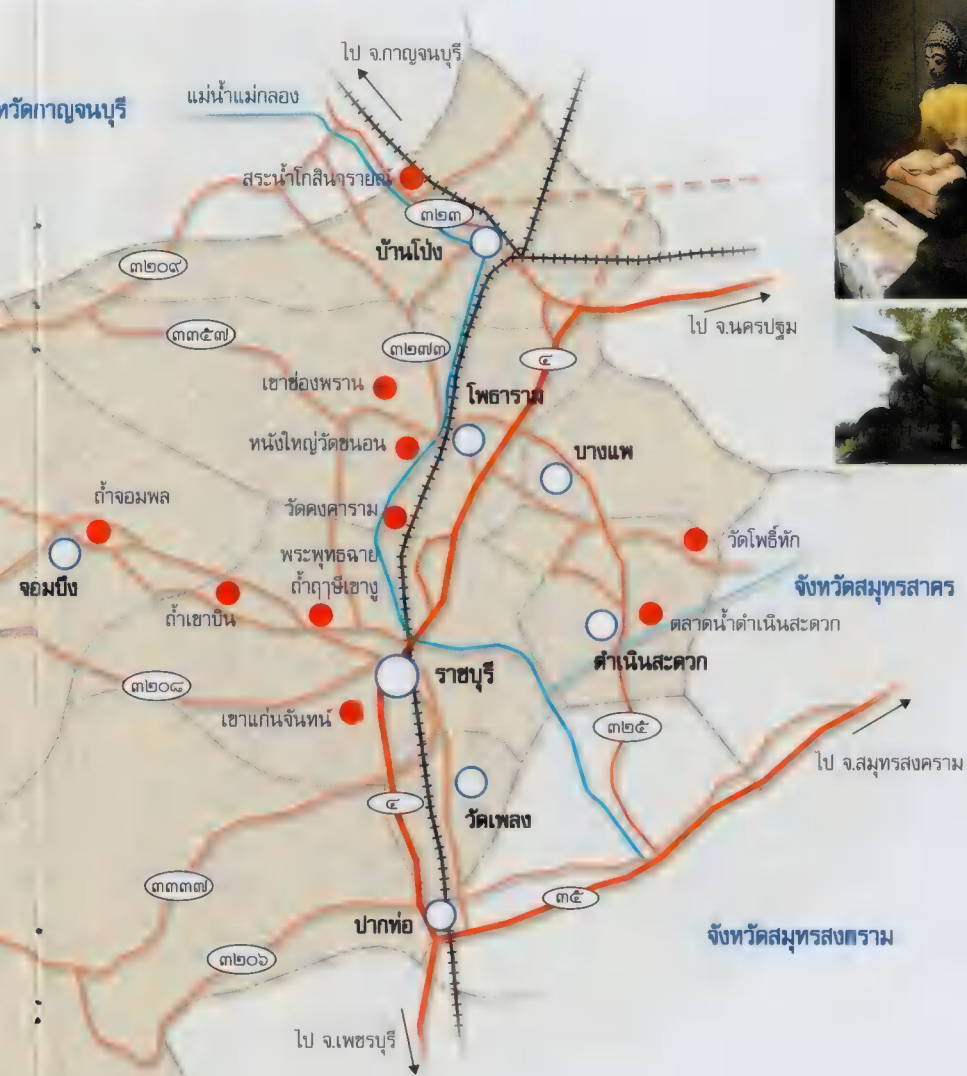 ไป จ.กาญจนบุรี
แม่น้ำแม่กลอง
ทวัดกาญจนบุรี
สระน้ำโกสินารายณ์
๓๒๓
บ้านโป่ง
๓๒๐๙
ไป จ.นครปฐม
๓๓๕๗
๓๒๗๓
๔
เขาช่องพราน
โพธาราม
หนังใหญ่วัดขนอน
บางแพ
ถ้ำจอมพล
วัดคงคาราม
วัดโพธิ์ทัก
พระพุทธฉาย
ถ้ำฤาษีเขางู
จังหวัดสมุทรสาคร
จอมบึง
ถ้ำเขาบิน
ตลาดน้ำดำเนินสะดวก
ดำเนินสะดวก
ราชบุรี
๓๒๐๘
เขาแก่นจันทน์
๓๒๕
ไป จ.สมุทรสงคราม
๔
วัดเพลง
๓๓๓๗
๓๕
ปากท่อ
จังหวัดสมุทรสงคราม
๓๒๐๖
ไป จ.เพชรบุรี